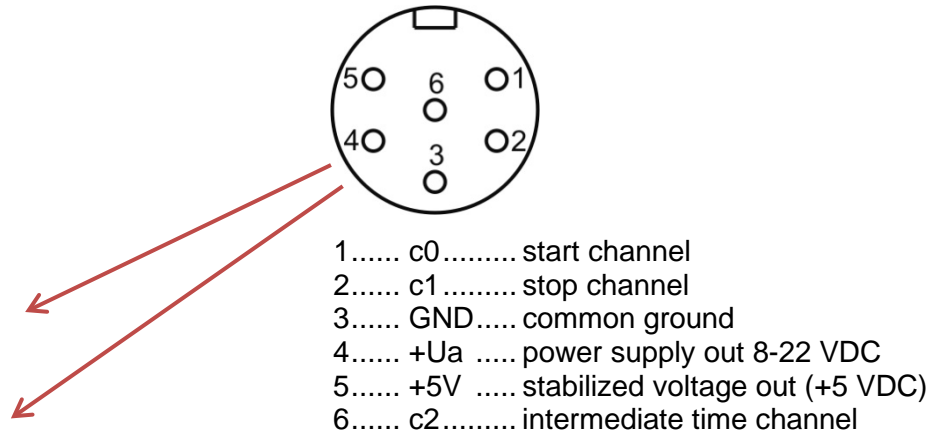 5 6 1
4 3 2
1...... c0......... start channel
2...... c1......... stop channel
3...... GND..... common ground
4...... +Ua ..... power supply out 8-22 VDC
5...... +5V ..... stabilized voltage out (+5 VDC)
6...... c2......... intermediate time channel